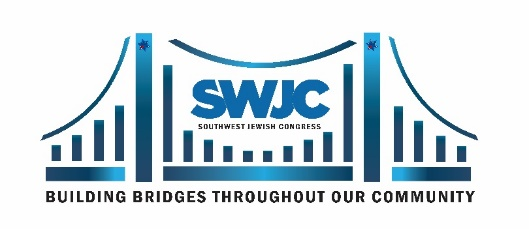 SWJC
SOUTHWEST JEWISH CONGRESS
BUILDING BRIDGES THROUGHOUT OUR COMMUNITY